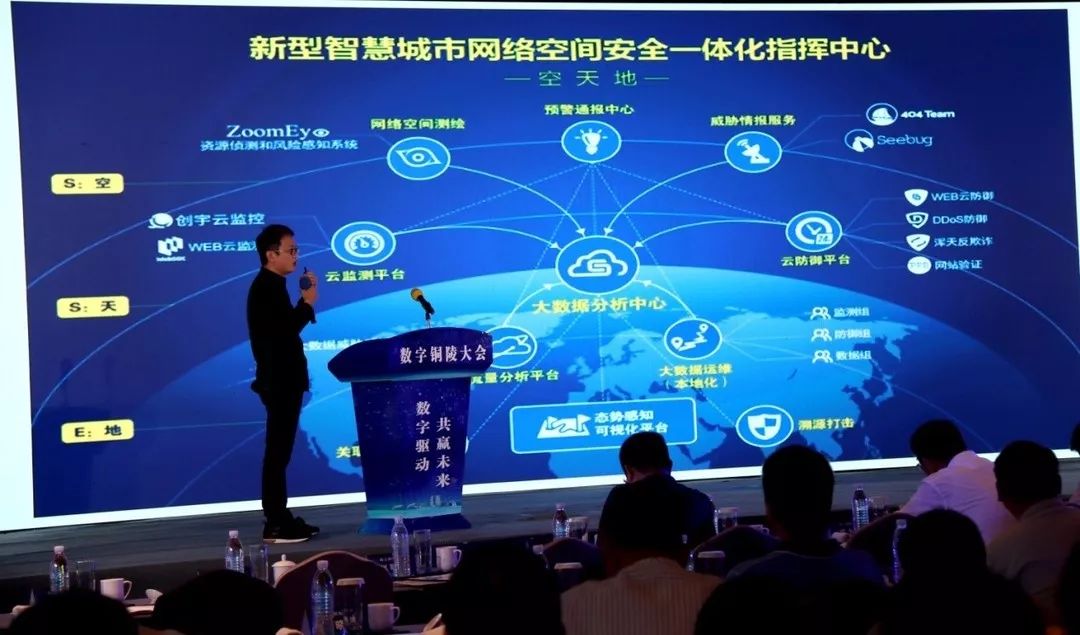 新型智慧城市网络空间安全一体化指挥中心
—空天地—
预警通报中心
网络空间测绘
威胁情报服务
404 Team
Seebug
ZoomEye
资源侦测和风险感知系统
S：空
创宇云监控
WEB云监
云监测平台
WEB云防御
DDoS防御
浑天反欺诈
网站验证
云防御平台
S：天
大数据分析中心
监测组
防御组
数据组
大数据威胁
流量分析平台
大数据运维
（本地化）
态势感知
可视化平台
溯源打击
E：地
关联
数字铜陵大会
数字驱动
共赢未来